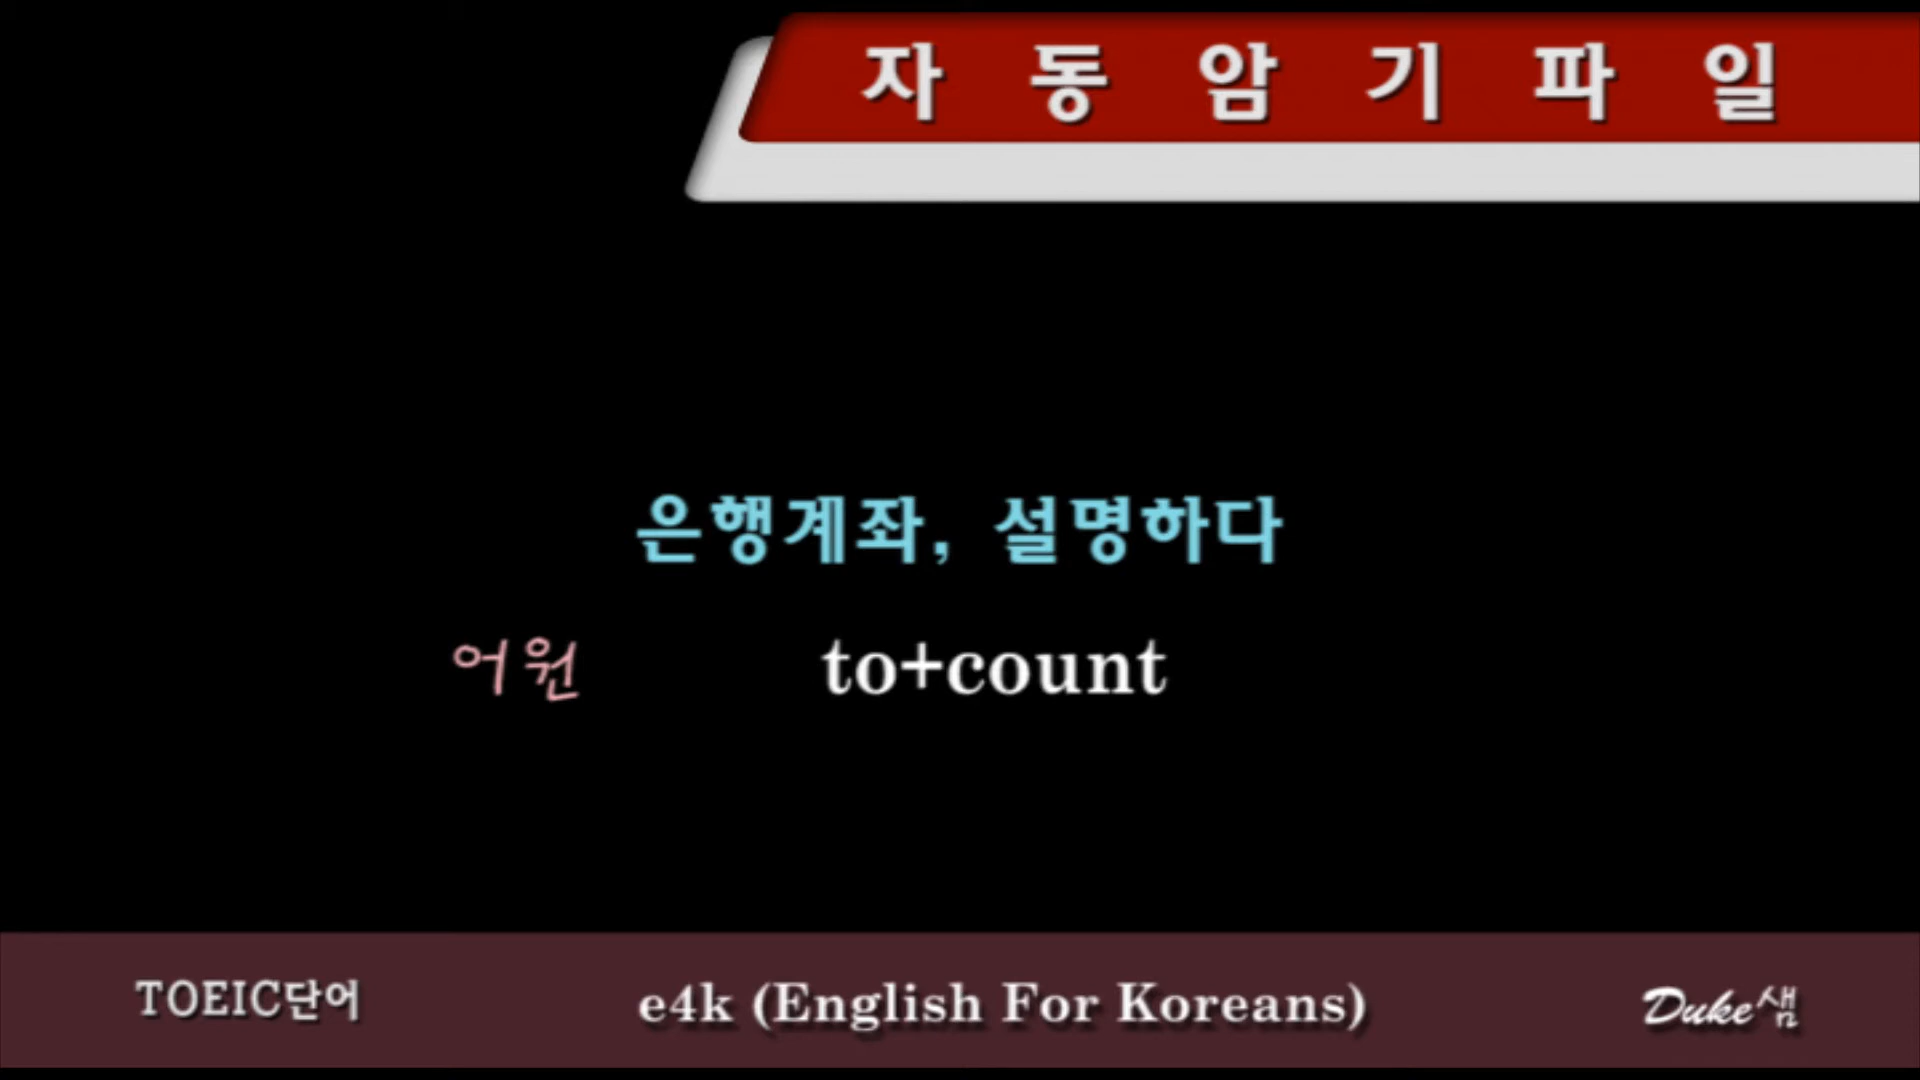 자 동 암 기 파 일
은행계좌, 설명하다
어원 to+count
TOEIC단어 e4k (English For Koreans) Duke샘